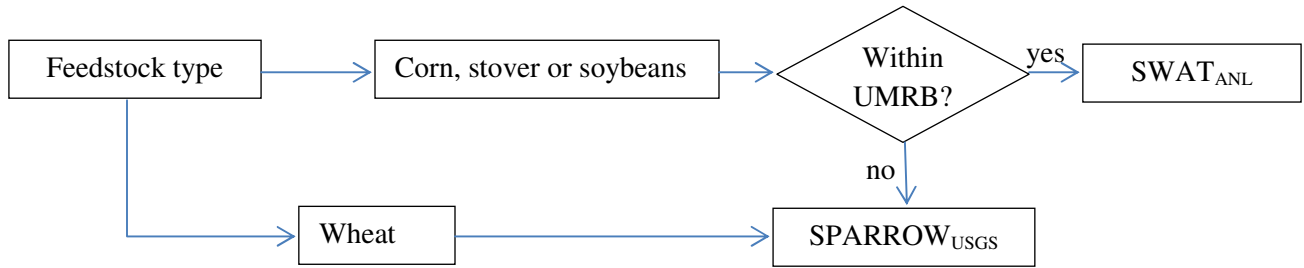 Feedstock type
Corn, stover or soybeans
Within
UMRB?
yes
SWATANL
no
Wheat
SPARROWUSGS